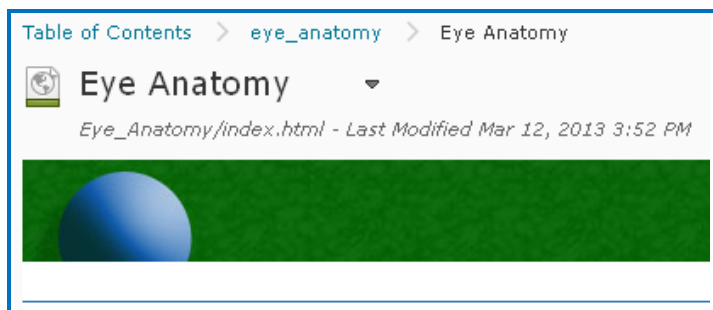 Table of Contents > eye_anatomy > Eye Anatomy
Eye Anatomy
Eye_Anatomy/index.html - Last Modified Mar 12, 2013 3:52 PM